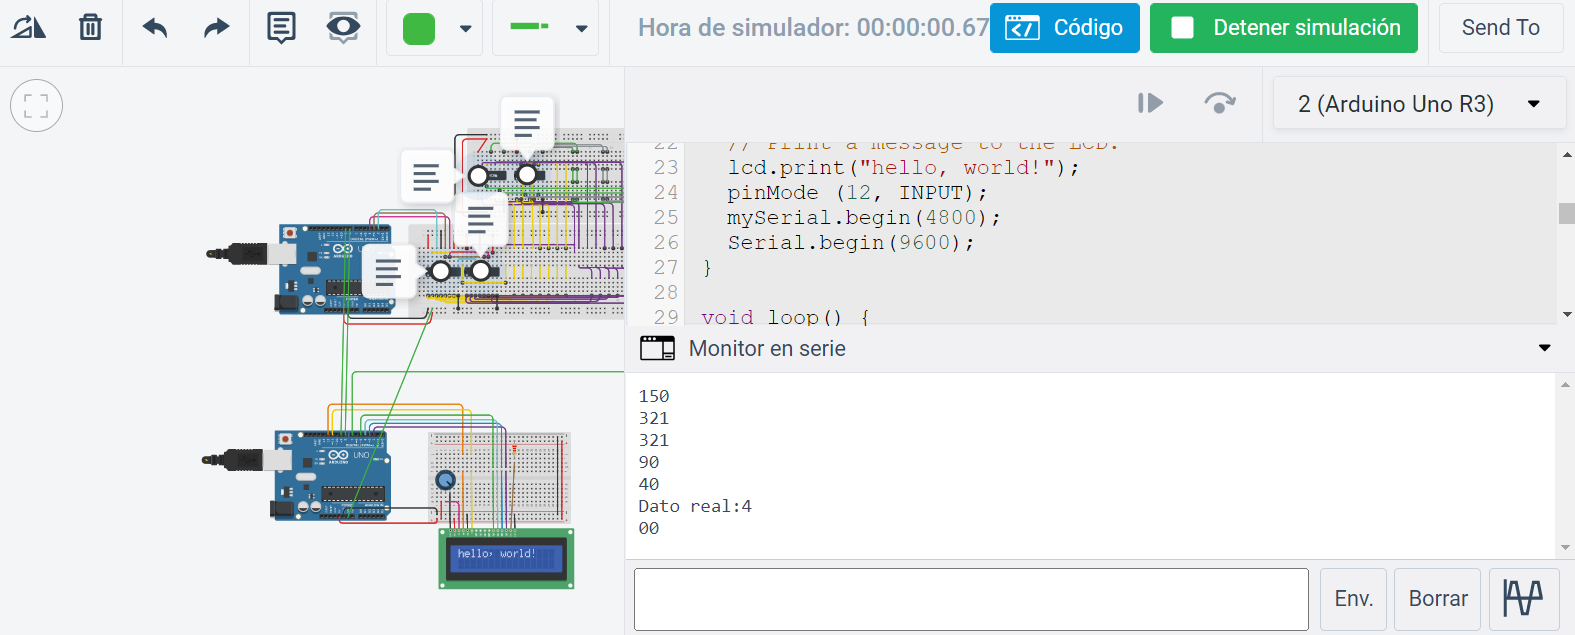 Hora de simulador: 00:00:00.67
Código
Detener simulación
Send To
2 (Arduino Uno R3)
22 // Print a message to the LCD.
23 lcd.print("hello, world!");
24 pinMode (12, INPUT);
25 mySerial.begin(4800);
26 Serial.begin(9600);
27 }
28
29 void loop() {
Monitor en serie
150
321
321
90
40
Dato real:4
00
UNO
hello, world!
Env.
Borrar